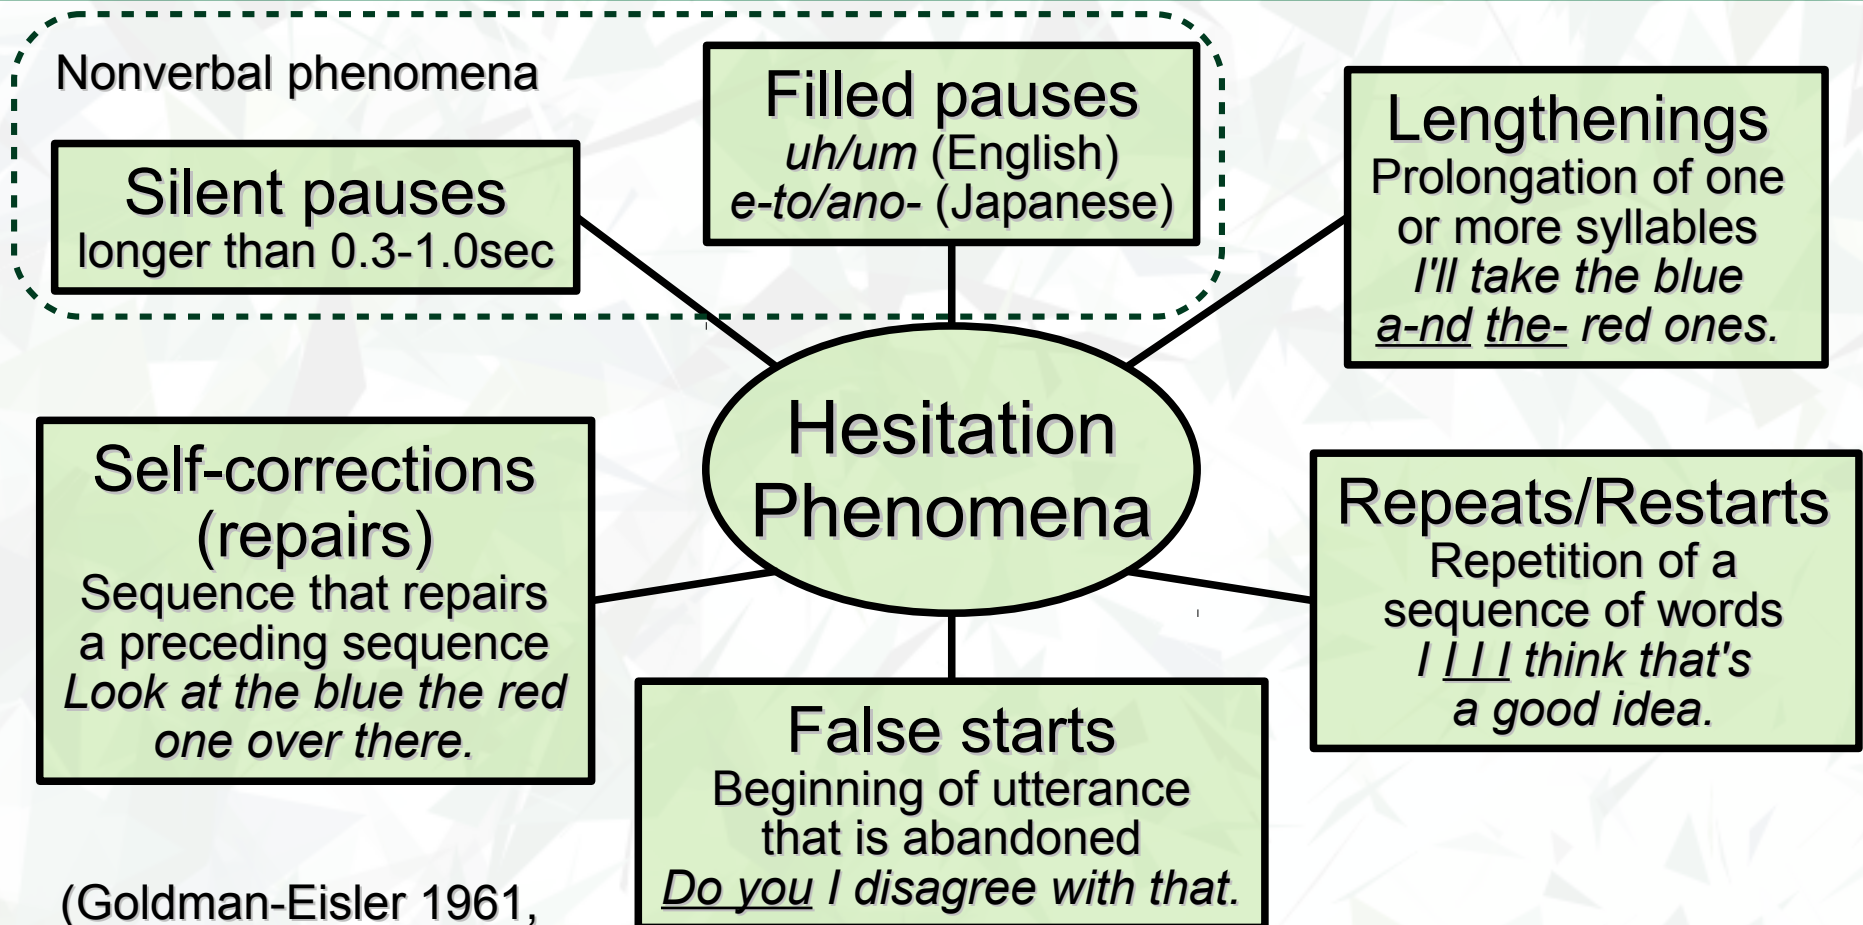 Nonverbal phenomena
Silent pauses
longer than 0.3-1.0sec
Filled pauses
uh/um (English)
e-to/ano- (Japanese)
Lengthenings
Prolongation of one
or more syllables
I'll take the blue
a-nd the- red ones.
Hesitation
Phenomena
Self-corrections
(repairs)
Sequence that repairs
a preceding sequence
Look at the blue the red
one over there.
Repeats/Restarts
Repetition of a
sequence of words
I I I I think that's
a good idea.
False starts
Beginning of utterance
that is abandoned
Do you I disagree with that.
(Goldman-Eisler 1961,